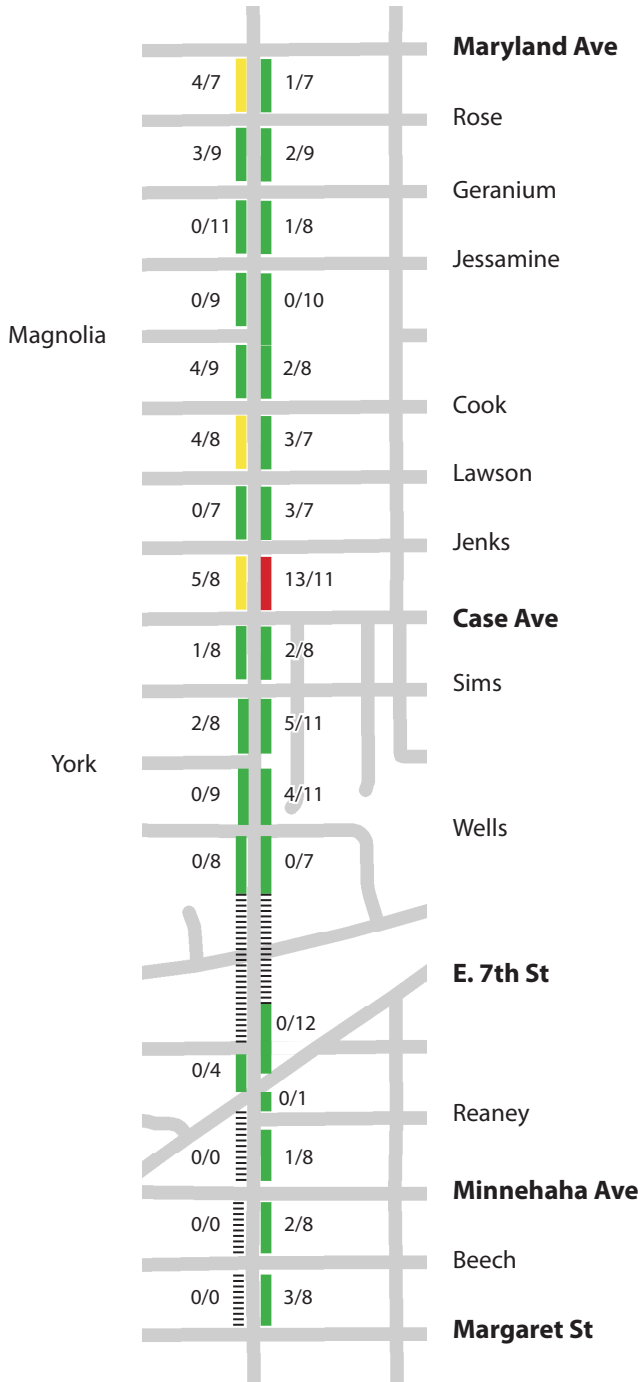 Maryland Ave
4/7 1/7
Rose
3/9 2/9
Geranium
0/11 1/8
Jessamine
0/9 0/10
Magnolia
4/9 2/8
Cook
4/8 3/7
Lawson
0/7 3/7
Jenks
5/8 13/11
Case Ave
1/8 2/8
Sims
2/8 5/11
York
0/9 4/11
Wells
0/8 0/7
E. 7th St
0/12
0/4
0/1
Reaney
0/0 1/8
Minnehaha Ave
0/0 2/8
Beech
0/0 3/8
Margaret St